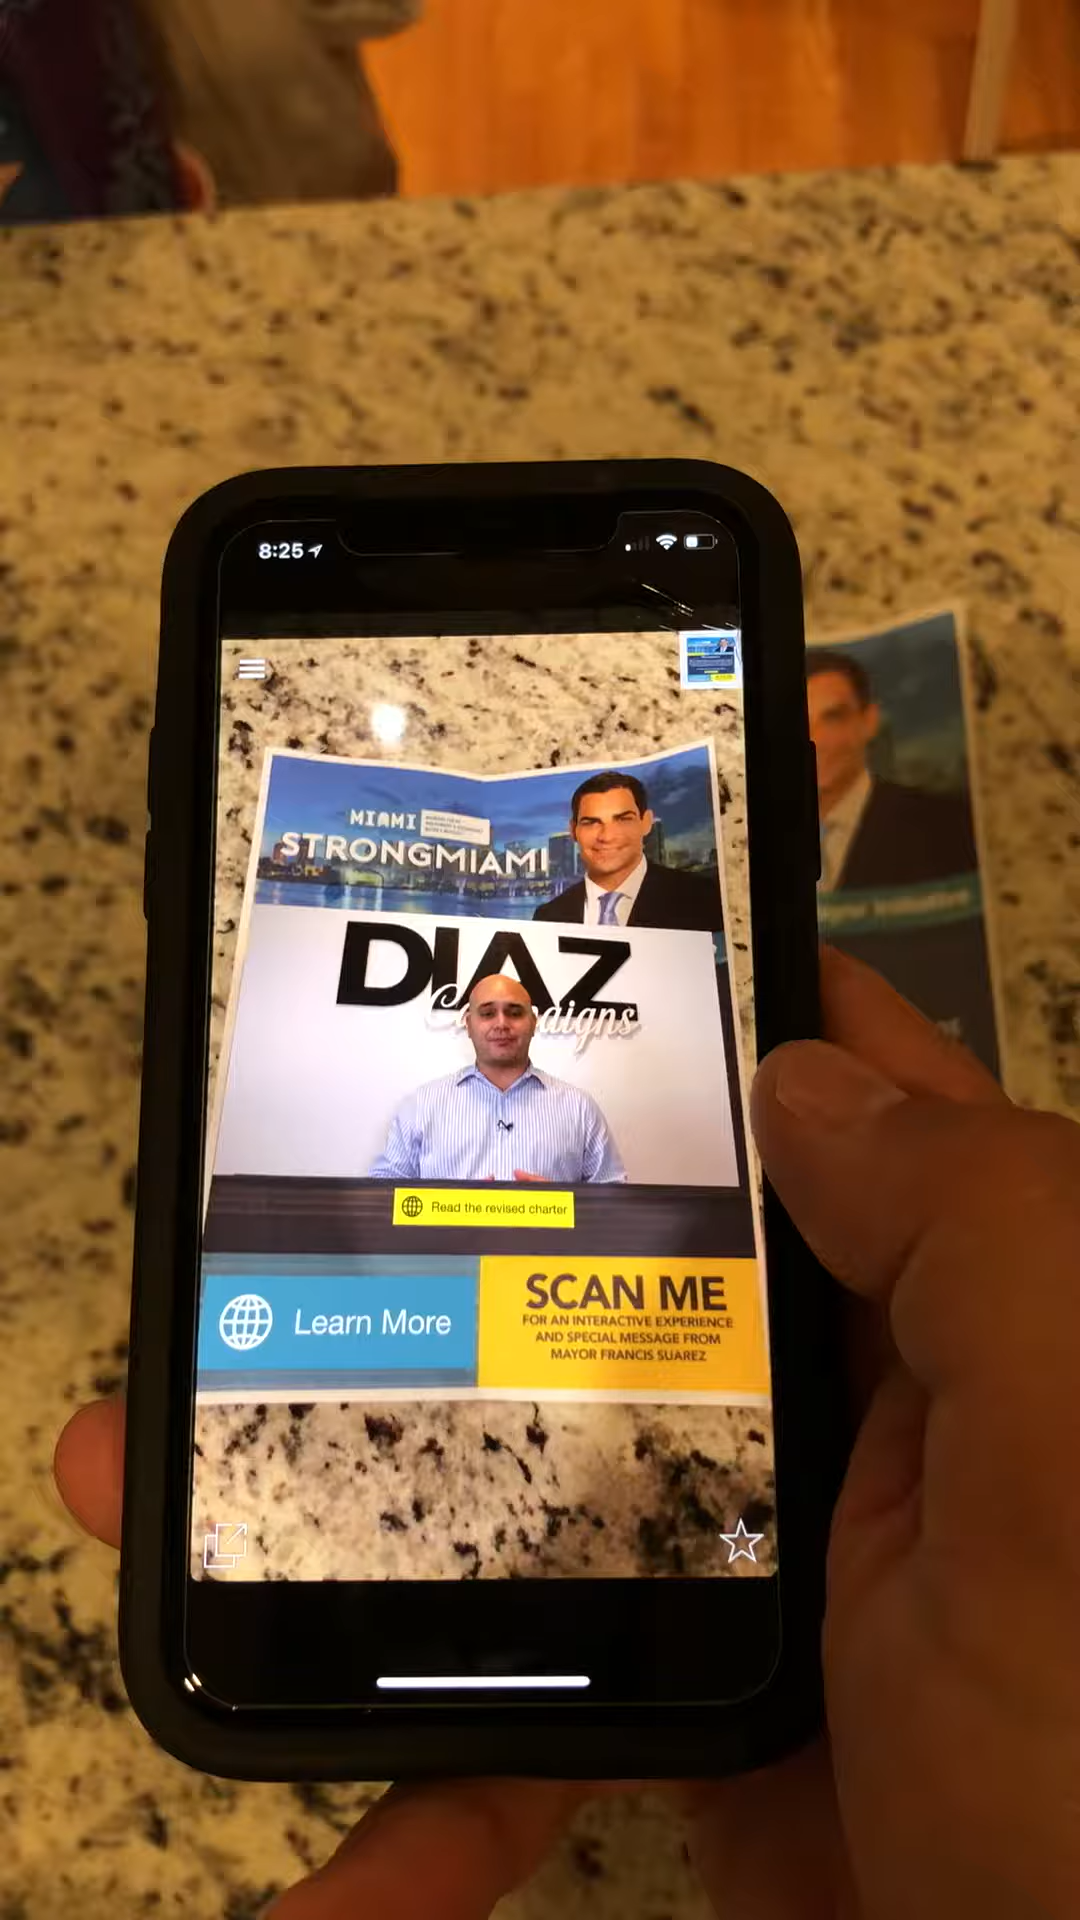 8:25
MIAMI
STRONGMIAMI
DIAZ
Campaigns
Read the revised charter
Learn More
SCAN ME
FOR AN INTERACTIVE EXPERIENCE
AND SPECIAL MESSAGE FROM
MAYOR FRANCIS SUAREZ